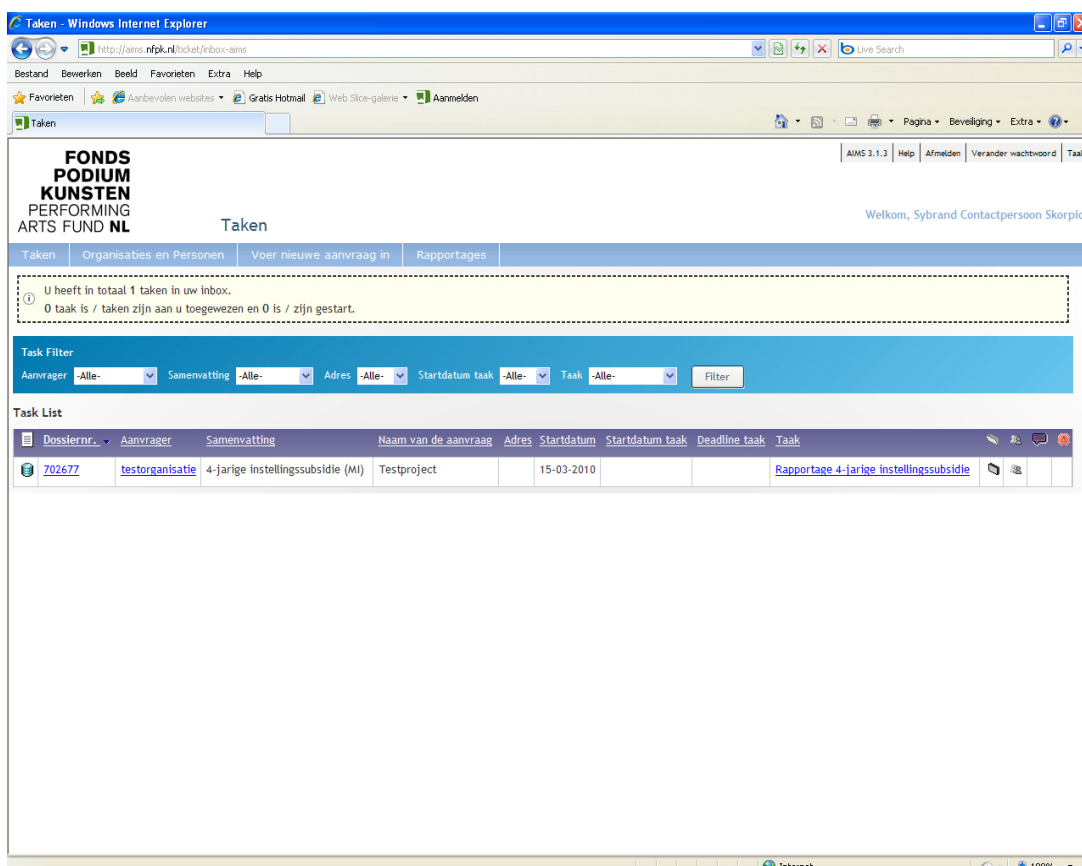 Taken - Windows Internet Explorer
http://aims.nfpk.nl/ticket/inbox-aims
Live Search
Bestand Bewerken Beeld Favorieten Extra Help
Favorieten Aanbevolen websites Gratis Hotmail Web Slice-galerie Aanmelden
Taken Pagina Beveiliging Extra
FONDS
PODIUM
KUNSTEN
PERFORMING
ARTS FUND NL
AIMS 3.1.3 Help Afmelden Verander wachtwoord
Taken
Welkom, Sybrand Contactpersoon
Taken Organisaties en Personen Voer nieuwe aanvraag in Rapportages
U heeft in totaal 1 taken in uw inbox.
0 taak is / taken zijn aan u toegewezen en 0 is / zijn gestart.
Task Filter
Aanvrager -Alle- Samenvatting -Alle- Adres -Alle- Startdatum taak -Alle- Taak -Alle- Filter
Task List
Dossiernr. Aanvrager Samenvatting Naam van de aanvraag Adres Startdatum Startdatum taak Deadline taak Taak
702677 testorganisatie 4-jarige instellingssubsidie (MI) Testproject 15-03-2010 Rapportage 4-jarige instellingssubsidie